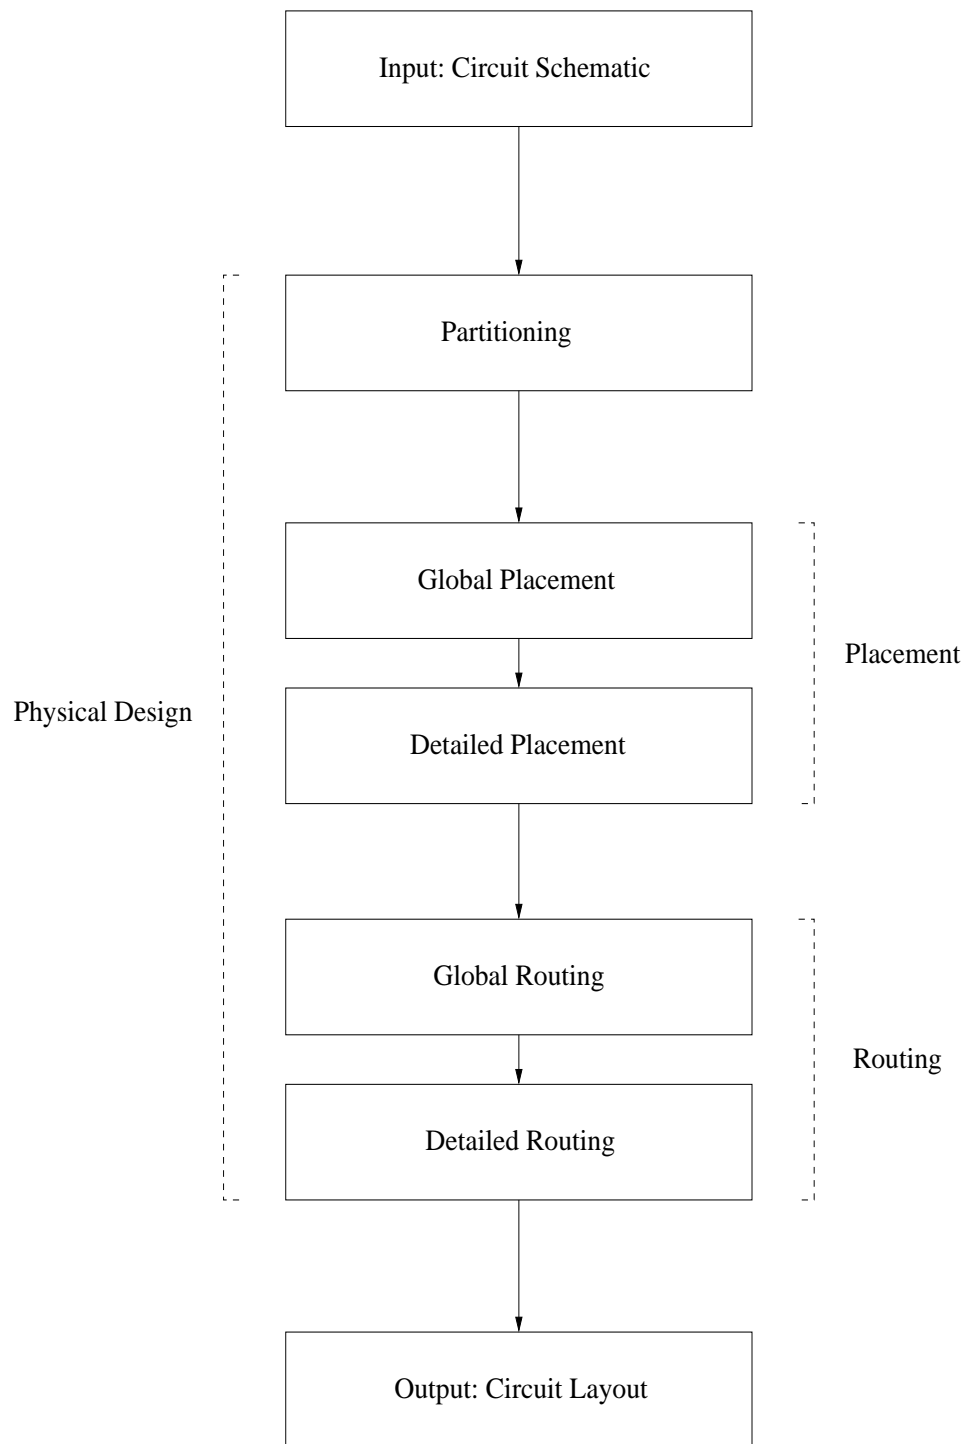 Input: Circuit Schematic
Partitioning
Global Placement
Placement
Physical Design
Detailed Placement
Global Routing
Routing
Detailed Routing
Output: Circuit Layout